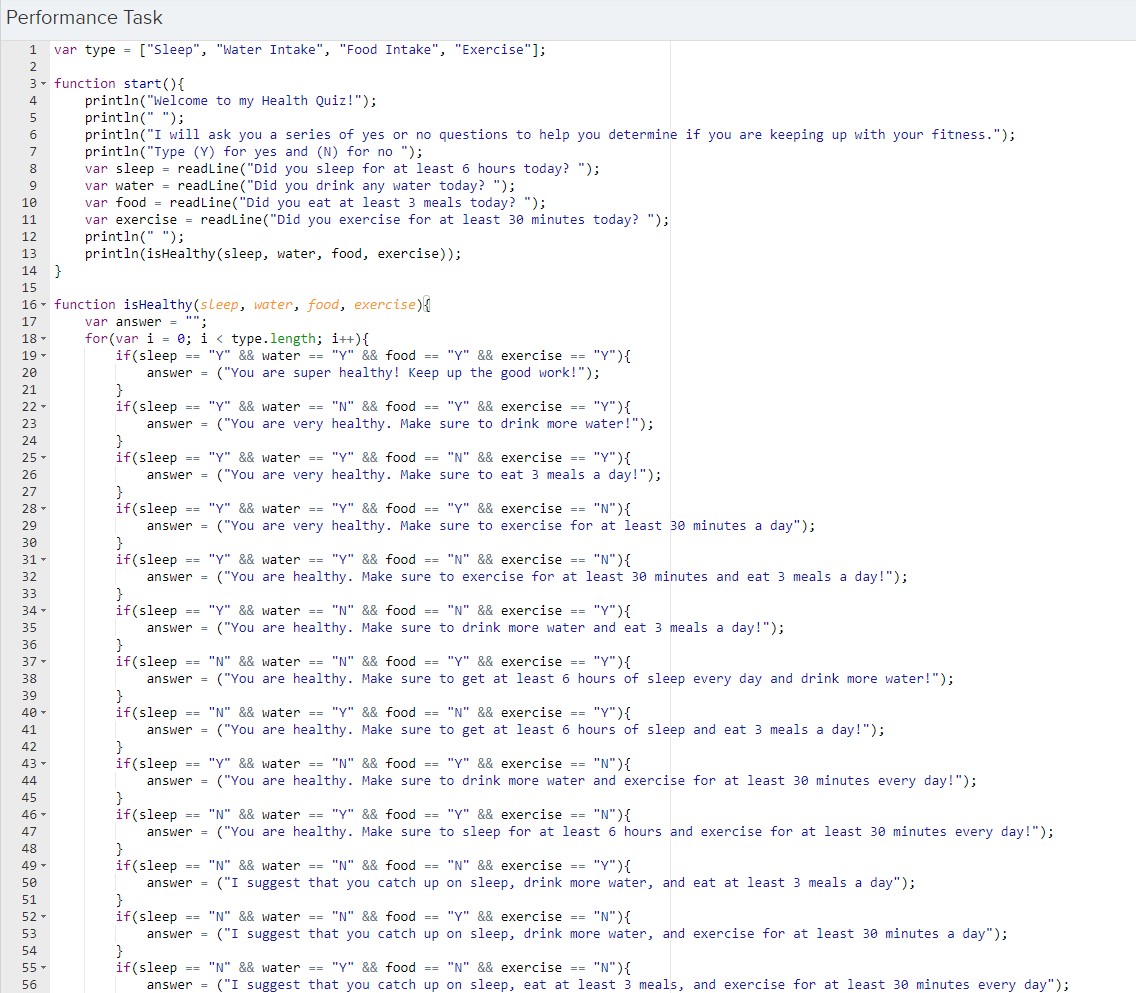 Performance Task
1 var type = ["Sleep", "Water Intake", "Food Intake", "Exercise"];
2
3 function start(){
4 println("Welcome to my Health Quiz!");
5 println(" ");
6 println("I will ask you a series of yes or no questions to help you determine if you are keeping up with your fitness.");
7 println("Type (Y) for yes and (N) for no ");
8 var sleep = readLine("Did you sleep for at least 6 hours today? ");
9 var water = readLine("Did you drink any water today? ");
10 var food = readLine("Did you eat at least 3 meals today? ");
11 var exercise = readLine("Did you exercise for at least 30 minutes today? ");
12 println(" ");
13 println(isHealthy(sleep, water, food, exercise));
14 }
15
16 function isHealthy(sleep, water, food, exercise){
17 var answer = "";
18 for(var i = 0; i < type.length; i++){
19 if(sleep == "Y" && water == "Y" && food == "Y" && exercise == "Y"){
20 answer = ("You are super healthy! Keep up the good work!");
21 }
22 if(sleep == "Y" && water == "N" && food == "Y" && exercise == "Y"){
23 answer = ("You are very healthy. Make sure to drink more water!");
24 }
25 if(sleep == "Y" && water == "Y" && food == "N" && exercise == "Y"){
26 answer = ("You are very healthy. Make sure to eat 3 meals a day!");
27 }
28 if(sleep == "Y" && water == "Y" && food == "Y" && exercise == "N"){
29 answer = ("You are very healthy. Make sure to exercise for at least 30 minutes a day");
30 }
31 if(sleep == "Y" && water == "Y" && food == "N" && exercise == "N"){
32 answer = ("You are healthy. Make sure to exercise for at least 30 minutes and eat 3 meals a day!");
33 }
34 if(sleep == "Y" && water == "N" && food == "N" && exercise == "Y"){
35 answer = ("You are healthy. Make sure to drink more water and eat 3 meals a day!");
36 }
37 if(sleep == "N" && water == "N" && food == "Y" && exercise == "Y"){
38 answer = ("You are healthy. Make sure to get at least 6 hours of sleep every day and drink more water!");
39 }
40 if(sleep == "N" && water == "Y" && food == "N" && exercise == "Y"){
41 answer = ("You are healthy. Make sure to get at least 6 hours of sleep and eat 3 meals a day!");
42 }
43 if(sleep == "Y" && water == "N" && food == "Y" && exercise == "N"){
44 answer = ("You are healthy. Make sure to drink more water and exercise for at least 30 minutes every day!");
45 }
46 if(sleep == "N" && water == "Y" && food == "Y" && exercise == "N"){
47 answer = ("You are healthy. Make sure to sleep for at least 6 hours and exercise for at least 30 minutes every day!");
48 }
49 if(sleep == "N" && water == "N" && food == "N" && exercise == "Y"){
50 answer = ("I suggest that you catch up on sleep, drink more water, and eat at least 3 meals a day");
51 }
52 if(sleep == "N" && water == "N" && food == "Y" && exercise == "N"){
53 answer = ("I suggest that you catch up on sleep, drink more water, and exercise for at least 30 minutes a day");
54 }
55 if(sleep == "N" && water == "Y" && food == "N" && exercise == "N"){
56 answer = ("I suggest that you catch up on sleep, eat at least 3 meals, and exercise for at least 30 minutes every day");